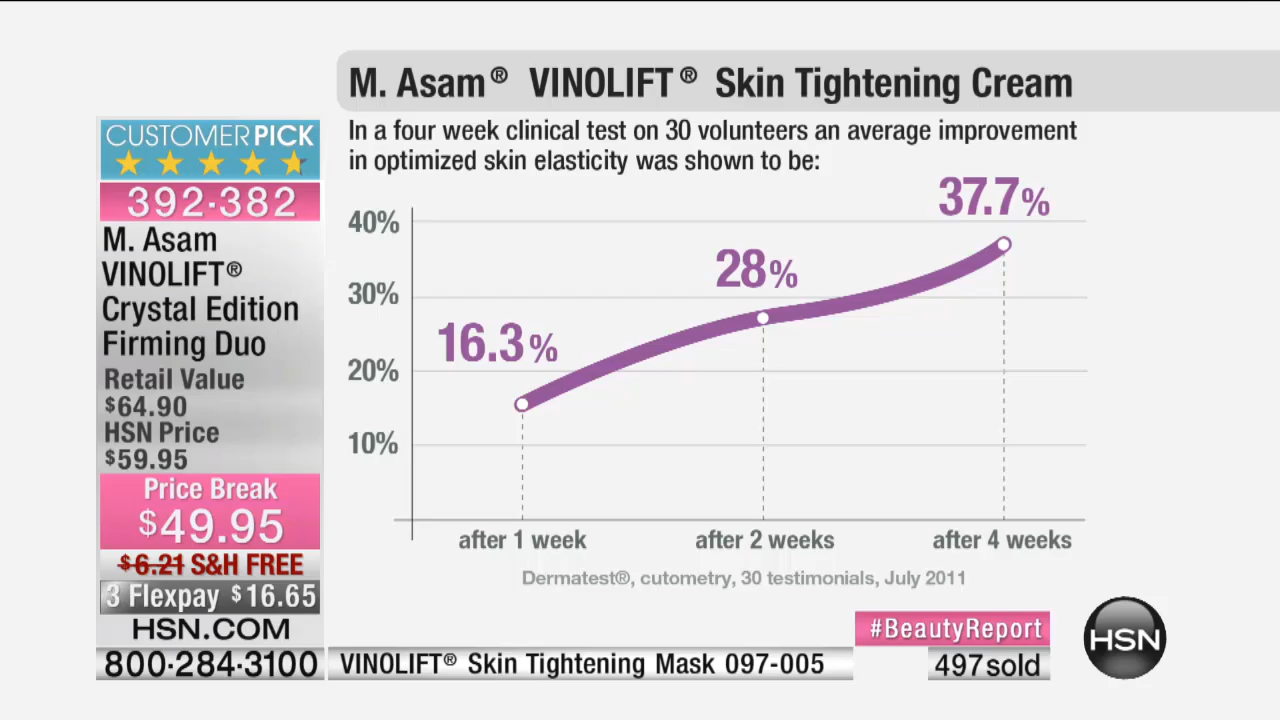 M. Asam® VINOLIFT® Skin Tightening Cream
In a four week clinical test on 30 volunteers an average improvement
in optimized skin elasticity was shown to be:
CUSTOMER PICK
392-382
M. Asam
VINOLIFT®
Crystal Edition
Firming Duo
Retail Value
$64.90
HSN Price
$59.95
Price Break
$49.95
$6.21 S&H FREE
3 Flexpay $16.65
HSN.COM
800-284-3100
40%
30%
20%
10%
16.3%
28%
37.7%
after 1 week
after 2 weeks
after 4 weeks
Dermatest®, cutometry, 30 testimonials, July 2011
#BeautyReport
HSN
VINOLIFT® Skin Tightening Mask 097-005
497 sold